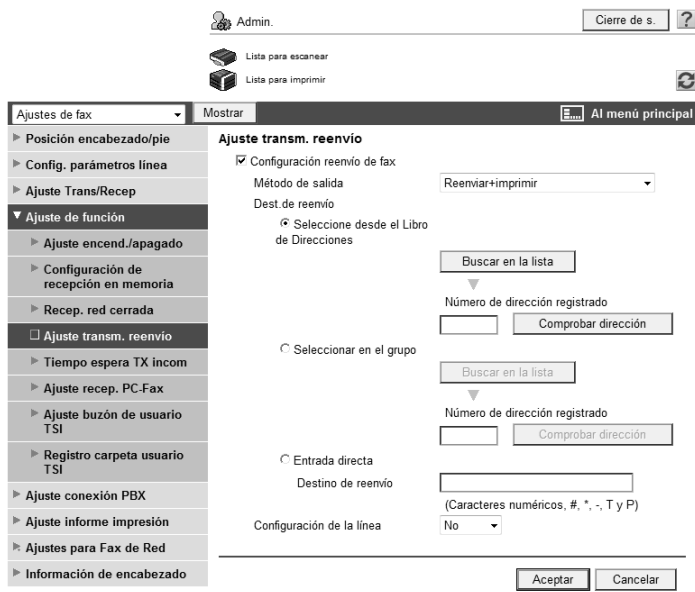 Admin.
Cierre de s.
?
Lista para escanear
Lista para imprimir
Ajustes de fax
Mostrar
Al menú principal
Posición encabezado/pie
Config. parámetros línea
Ajuste Trans/Recep
Ajuste de función
Ajuste encend./apagado
Configuración de
recepción en memoria
Recep. red cerrada
Ajuste transm. reenvío
Tiempo espera TX incom
Ajuste recep. PC-Fax
Ajuste buzón de usuario
TSI
Registro carpeta usuario
TSI
Ajuste conexión PBX
Ajuste informe impresión
Ajustes para Fax de Red
Información de encabezado
Ajuste transm. reenvío
Configuración reenvío de fax
Método de salida
Reenviar+imprimir
Dest.de reenvío
Seleccione desde el Libro
de Direcciones
Buscar en la lista
Número de dirección registrado
Comprobar dirección
Seleccionar en el grupo
Buscar en la lista
Número de dirección registrado
Comprobar dirección
Entrada directa
Destino de reenvío
(Caracteres numéricos, #, *, -, T y P)
Configuración de la línea
No
Aceptar
Cancelar